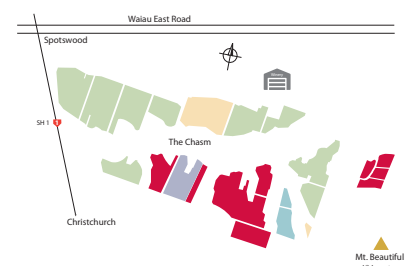 Waiau East Road
Spotswood
SH 1
The Chasm
Christchurch
Mt. Beautiful